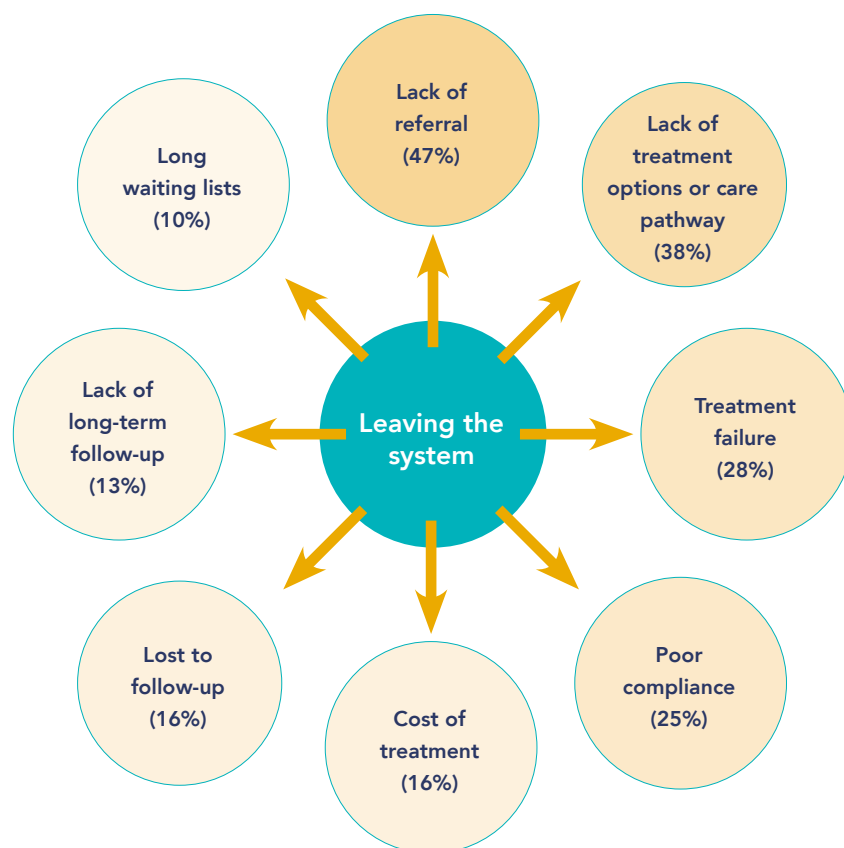 Lack of
referral
(47%)
Lack of
treatment
options or care
pathway
(38%)
Treatment
failure
(28%)
Poor
compliance
(25%)
Cost of
treatment
(16%)
Lost to
follow-up
(16%)
Lack of
long-term
follow-up
(13%)
Long
waiting lists
(10%)
Leaving the
system